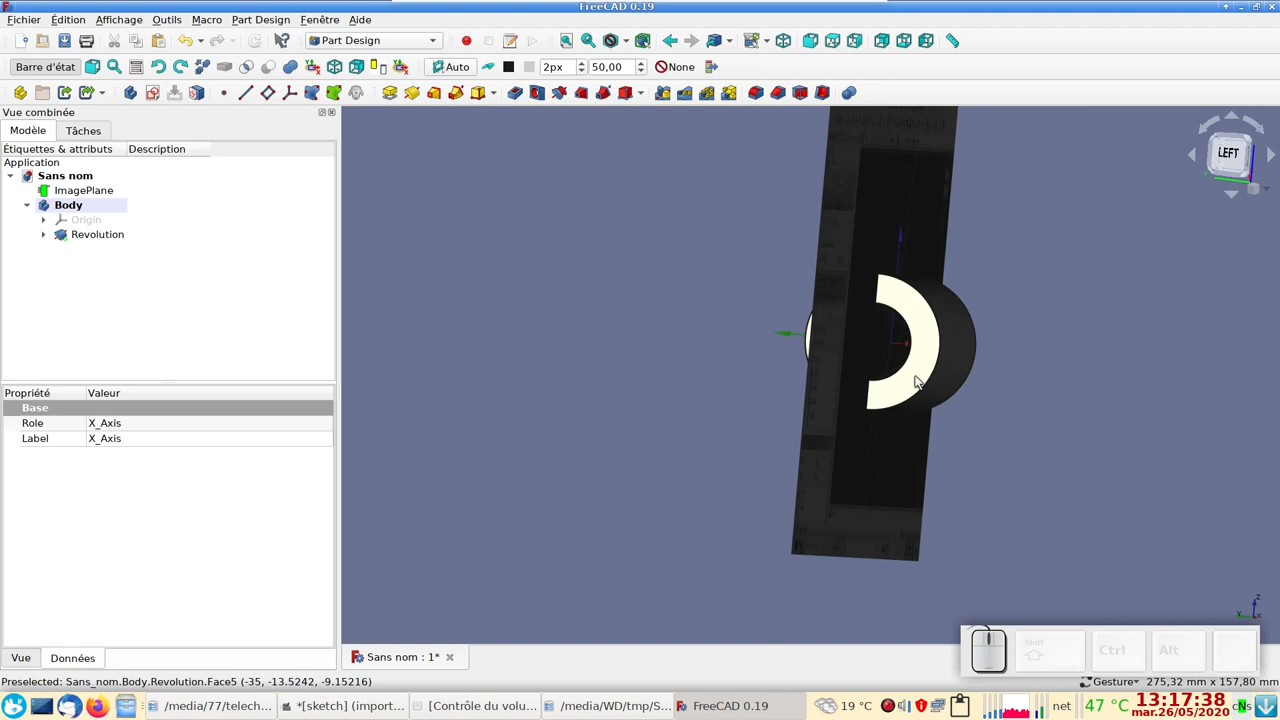 FreeCAD 0.19
Fichier Édition Affichage Outils Macro Part Design Fenêtre Aide
Part Design
Barre d'état Auto 2px 50,00 None
Vue combinée
Modèle Tâches
Étiquettes & attributs Description
Application
Sans nom
ImagePlane
Body
Origin
Revolution
LEFT
Propriété Valeur
Base
Role X_Axis
Label X_Axis
Vue Données
Sans nom : 1*
Shift Ctrl Alt
Preselected: Sans_nom.Body.Revolution.Face5 (-35, -13.5242, -9.15216)
Gesture 275,32 mm x 157,80 mm
/media/77/teles... *[sketch] (import... [Contrôle du volu... /media/WD/tmp/S... FreeCAD 0.19
19 °C net 47 °C 13:17:38
mar.26/05/2020